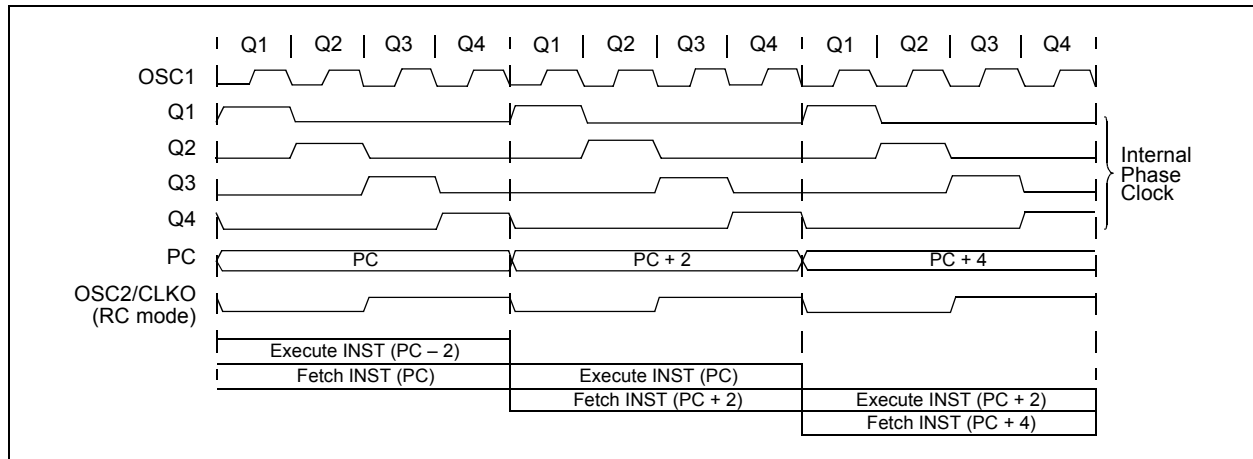 Q1 | Q2 | Q3 | Q4 | Q1 | Q2 | Q3 | Q4 | Q1 | Q2 | Q3 | Q4
OSC1
Q1
Q2
Q3
Q4
Internal
Phase
Clock
PC PC PC + 2 PC + 4
OSC2/CLKO
(RC mode)
Execute INST (PC – 2)
Fetch INST (PC) Execute INST (PC)
Fetch INST (PC + 2) Execute INST (PC + 2)
Fetch INST (PC + 4)